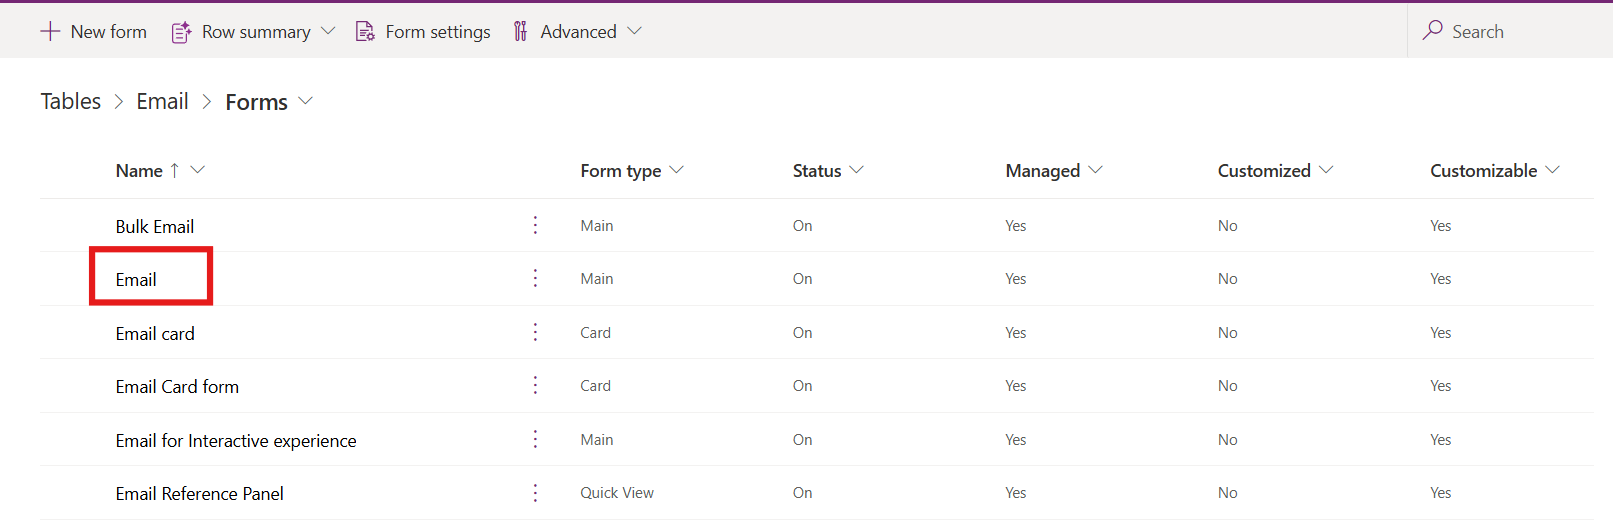 New form Row summary Form settings Advanced Search
Tables > Email > Forms
Name ↑ Form type Status Managed Customized Customizable
Bulk Email Main On Yes No Yes
Email Main On Yes No Yes
Email card Card On Yes No Yes
Email Card form Card On Yes No Yes
Email for Interactive experience Main On Yes No Yes
Email Reference Panel Quick View On Yes No Yes